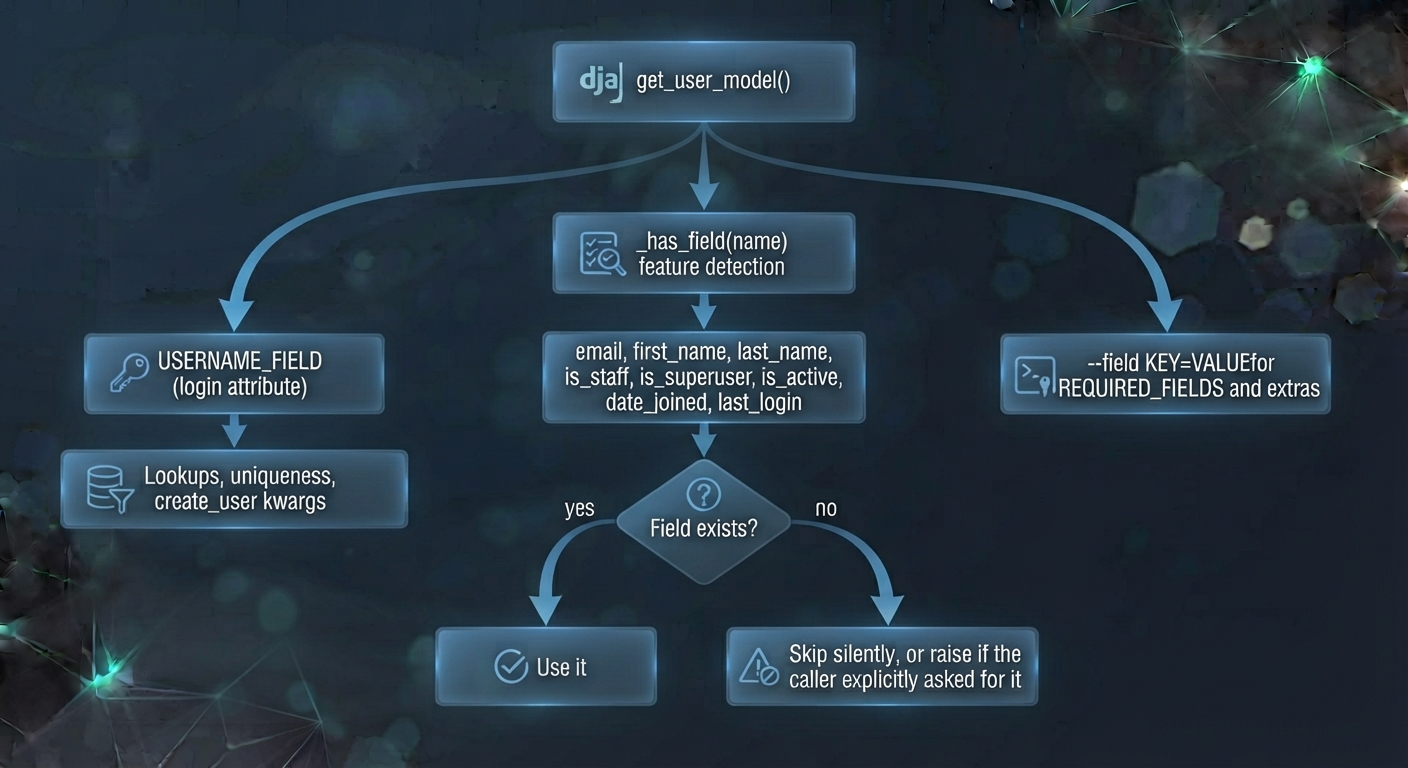 dja get_user_model()
_has_field(name)
feature detection
USERNAME_FIELD
(login attribute)
email, first_name, last_name,
is_staff, is_superuser, is_active,
date_joined, last_login
--field KEY=VALUEfor
REQUIRED_FIELDS and extras
Lookups, uniqueness,
create_user kwargs
yes
no
Field exists?
Use it
Skip silently, or raise if the
caller explicitly asked for it